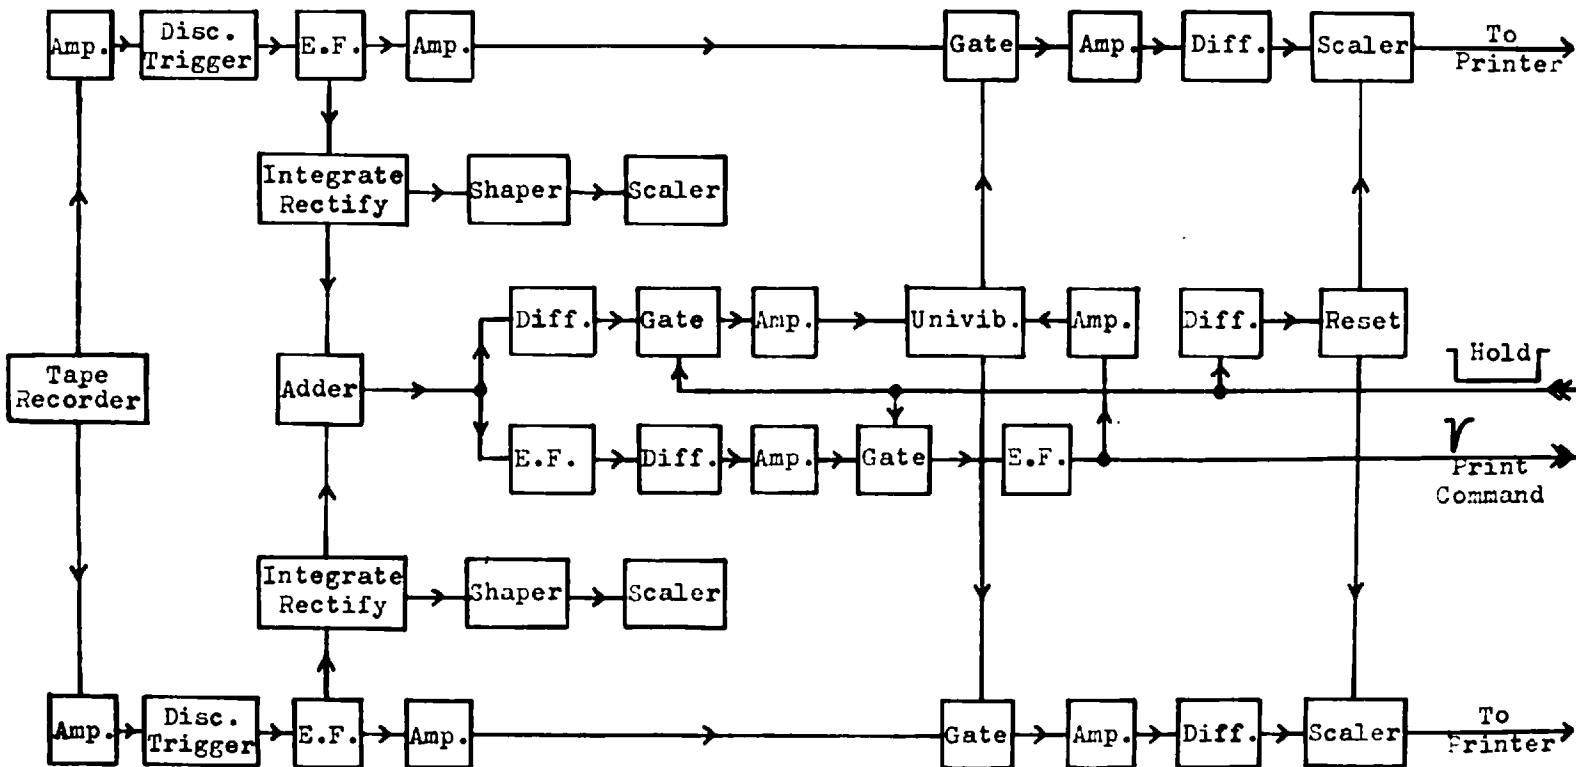 Amp.
Disc.
Trigger
E.F.
Amp.
Gate
Amp.
Diff.
Scaler
To
Printer
Integrate
Rectify
Shaper
Scaler
Diff.
Gate
Amp.
Univib.
Amp.
Diff.
Reset
Tape
Recorder
Adder
Hold
E.F.
Diff.
Amp.
Gate
E.F.
Print
Command
Integrate
Rectify
Shaper
Scaler
Amp.
Disc.
Trigger
E.F.
Amp.
Gate
Amp.
Diff.
Scaler
To
Printer